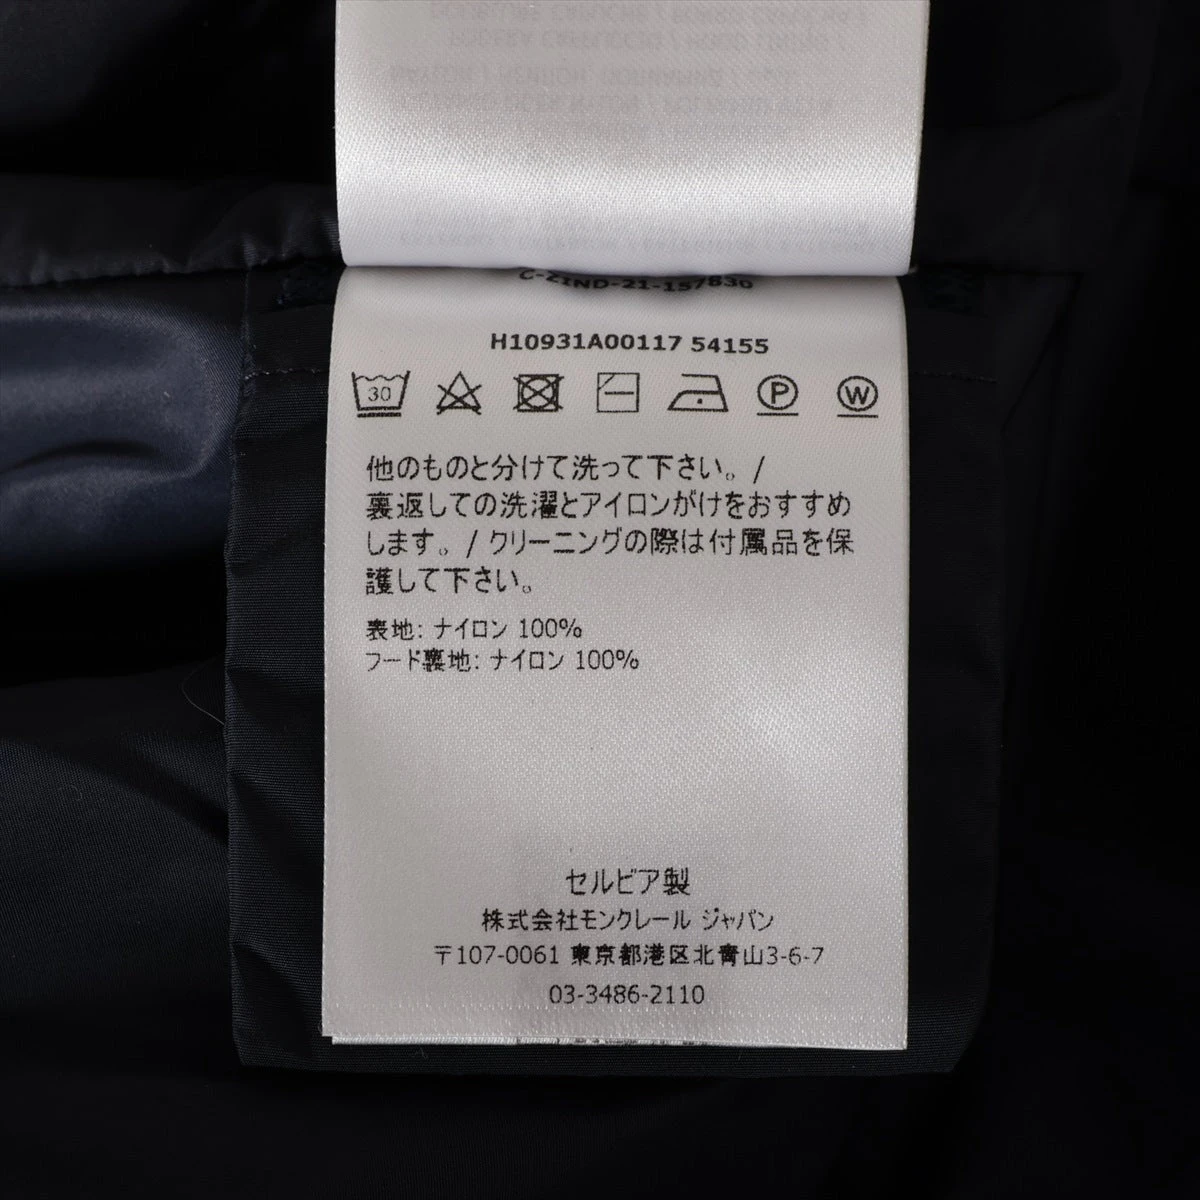 C-ZIND-21-157830
H10931A00117 54155
30
P
W
他のものと分けて洗って下さい。/
裏返しての洗濯とアイロンがけをおすすめ
します。/ クリーニングの際は付属品を保
護して下さい。
表地: ナイロン 100%
フード裏地: ナイロン 100%
セルビア製
株式会社モンクレール ジャパン
〒107-0061 東京都港区北青山3-6-7
03-3486-2110